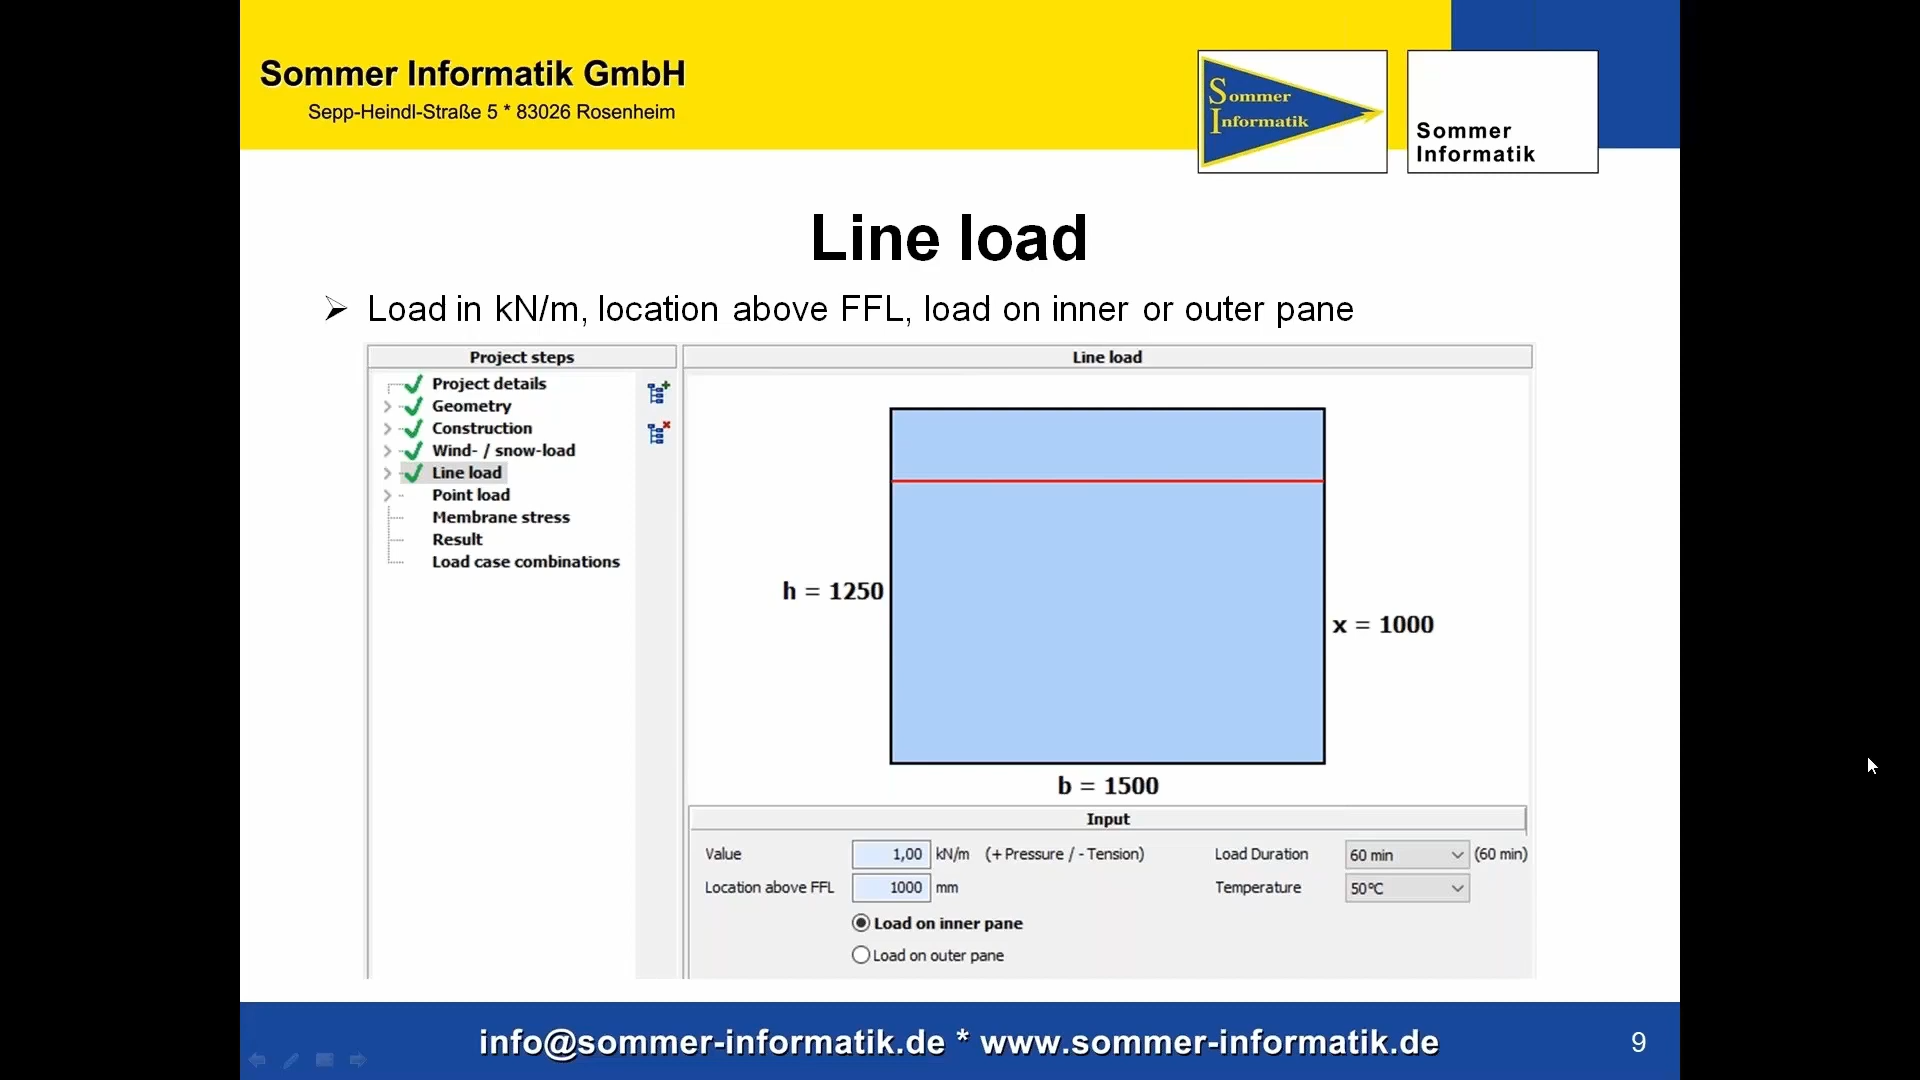 Sommer Informatik GmbH
Sepp-Heindl-Straße 5 * 83026 Rosenheim
Sommer
Informatik
Sommer
Informatik
Line load
Load in kN/m, location above FFL, load on inner or outer pane
Project steps
Project details
Geometry
Construction
Wind- / snow-load
Line load
Point load
Membrane stress
Result
Load case combinations
Line load
h = 1250
x = 1000
b = 1500
Input
Value 1,00 kN/m (+ Pressure / - Tension) Load Duration 60 min (60 min)
Location above FFL 1000 mm Temperature 50°C
Load on inner pane
Load on outer pane
info@sommer-informatik.de * www.sommer-informatik.de
9